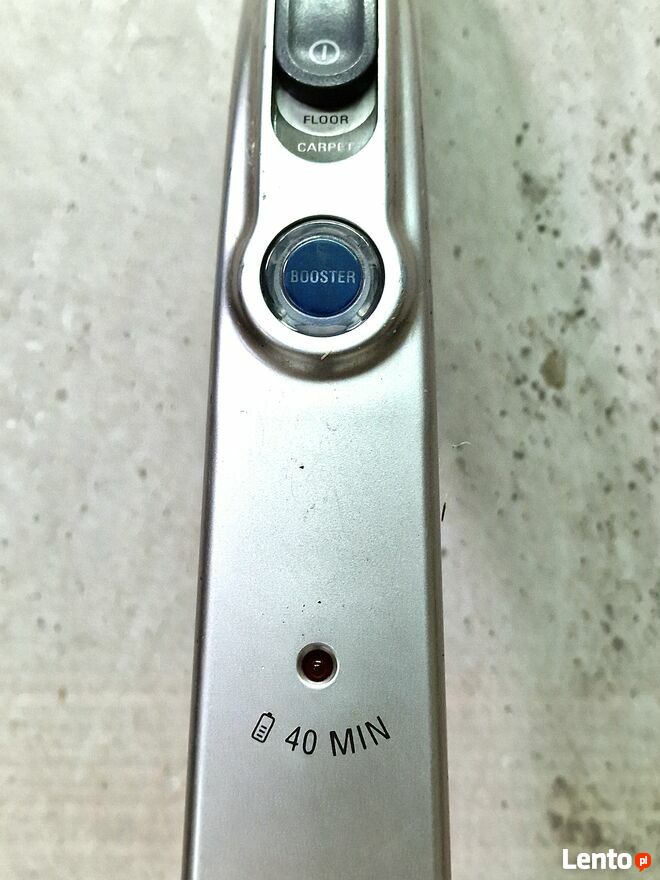 FLOOR
CARPET
BOOSTER
40 MIN
Lento pl